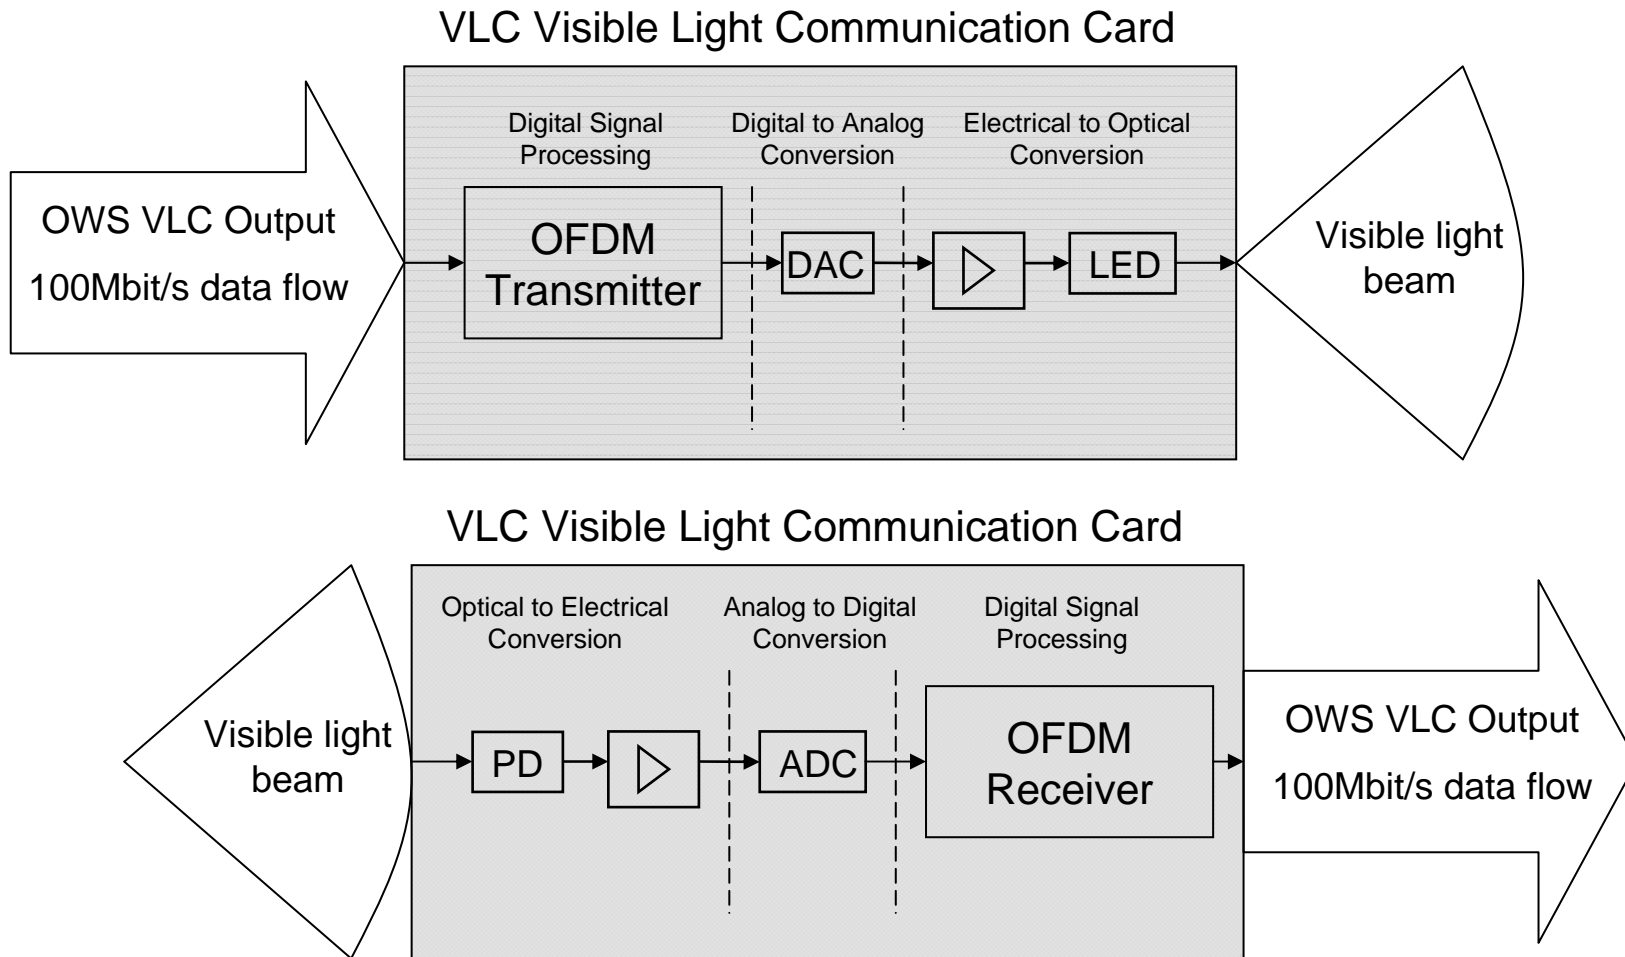 VLC Visible Light Communication Card
Digital Signal
Processing
Digital to Analog
Conversion
Electrical to Optical
Conversion
OWS VLC Output
100Mbit/s data flow
OFDM
Transmitter
DAC
LED
Visible light
beam
VLC Visible Light Communication Card
Optical to Electrical
Conversion
Analog to Digital
Conversion
Digital Signal
Processing
Visible light
beam
PD
ADC
OFDM
Receiver
OWS VLC Output
100Mbit/s data flow